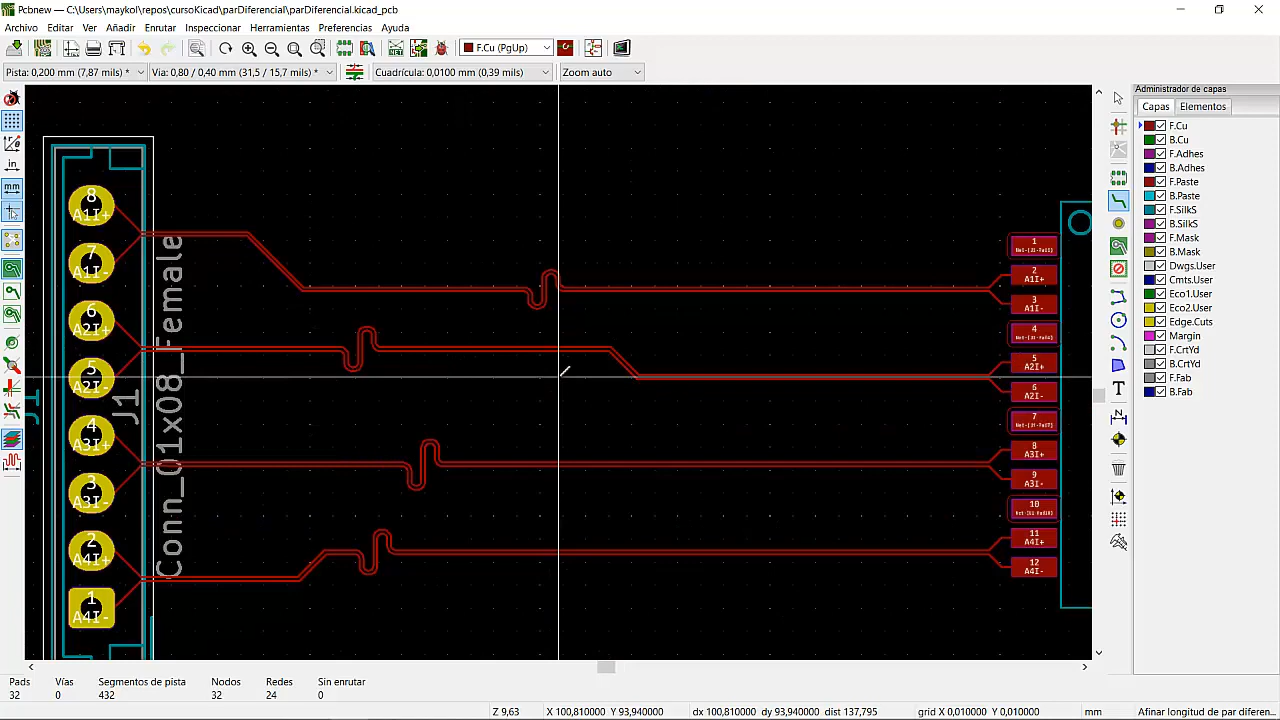 Pcbnew — C:\Users\maykol\repos\cursoKicad\parDiferencial\parDiferencial.kicad_pcb
Archivo Editar Ver Añadir Enrutar Inspeccionar Herramientas Preferencias Ayuda
F.Cu (PgUp)
Pista: 0,200 mm (7.87 mils) * Via: 0,80 / 0,40 mm (31,5 / 15,7 mils) * Cuadrícula: 0,0100 mm (0,39 mils) Zoom auto
in
mm
8
A1I+
7
A1I-
6
A2I+
5
A2I-
4
A3I+
3
A3I-
2
A4I+
1
A4I-
J1
J1
Conn_01x08_Female
1
2
A1I+
3
A1I-
4
5
A2I+
6
A2I-
7
8
A3I+
9
A3I-
10
11
A4I+
12
A4I-
Administrador de capas
Capas Elementos
F.Cu
B.Cu
F.Adhes
B.Adhes
F.Paste
B.Paste
F.SilkS
B.SilkS
F.Mask
B.Mask
Dwgs.User
Cmts.User
Eco1.User
Eco2.User
Edge.Cuts
Margin
F.CrtYd
B.CrtYd
F.Fab
B.Fab
Pads Vías Segmentos de pista Nodos Redes Sin enrutar
32 0 432 32 24 0
Z 9,63 X 100,810000 Y 93,940000 dx 100,810000 dy 93,940000 dist 137,795 grid X 0,010000 Y 0,010000 mm Afinar longitud de par diferen...